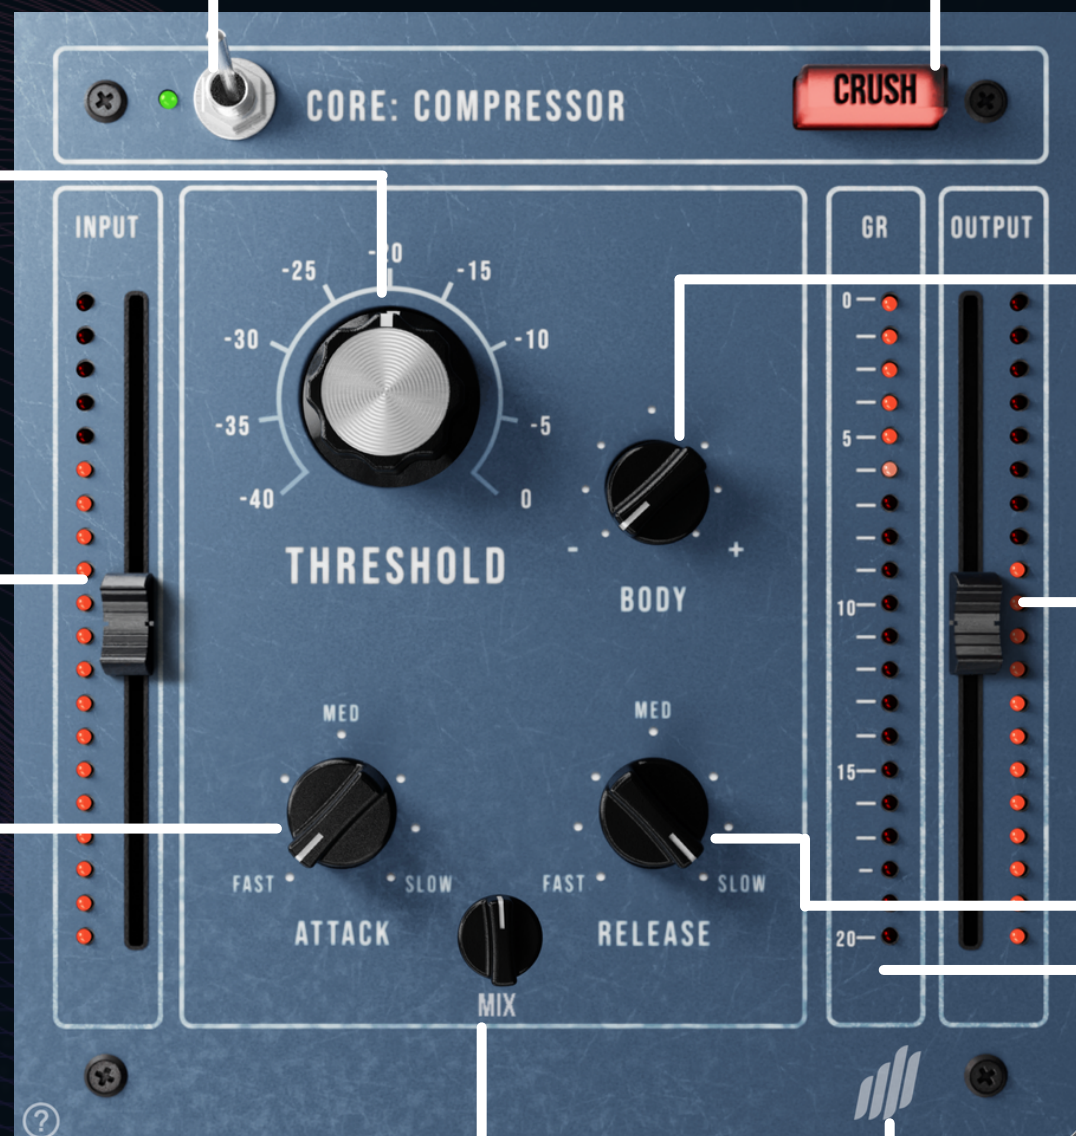 CORE: COMPRESSOR
CRUSH
INPUT
GR
OUTPUT
-20
-25
-15
-30
-10
-35
-5
-40
0
THRESHOLD
-
+
BODY
MED
FAST
SLOW
ATTACK
MED
FAST
SLOW
RELEASE
MIX
0
5
10
15
20
?